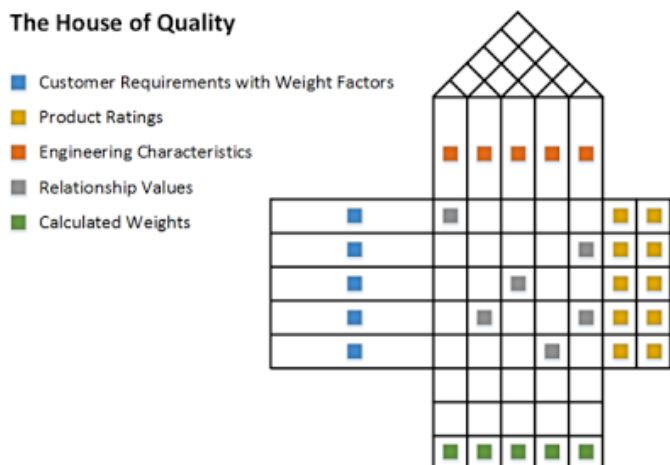 The House of Quality
Customer Requirements with Weight Factors
Product Ratings
Engineering Characteristics
Relationship Values
Calculated Weights